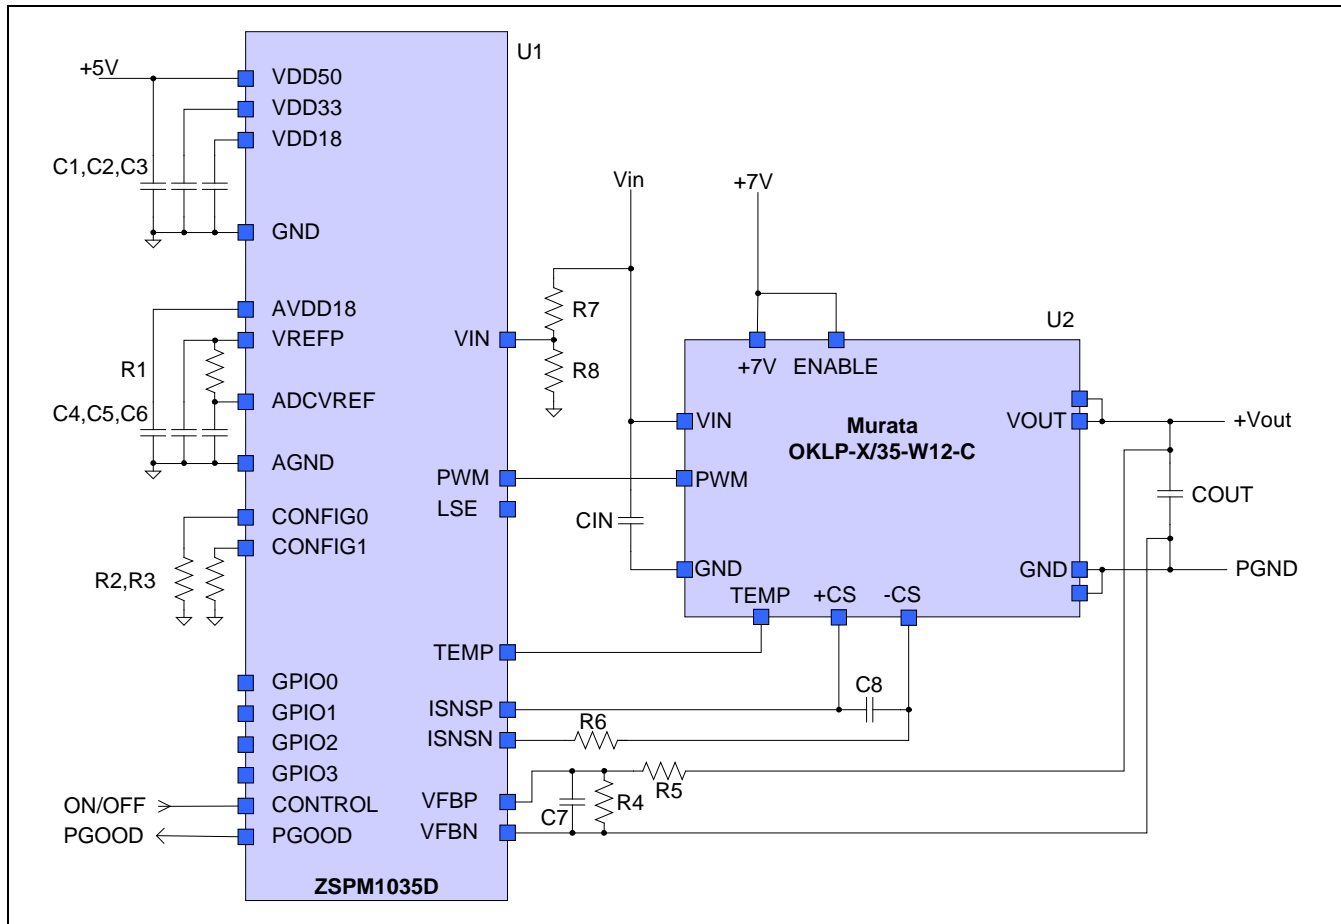 U1
+5V
VDD50
VDD33
VDD18
C1,C2,C3
GND
Vin
+7V
AVDD18
VREFP
R1
ADCVREF
C4,C5,C6
AGND
VIN
R7
R8
U2
+7V
ENABLE
VIN
Murata
OKLP-X/35-W12-C
VOUT
+Vout
PWM
LSE
PWM
CONFIG0
CONFIG1
R2,R3
CIN
COUT
GND
GND
PGND
TEMP
+CS
-CS
TEMP
GPIO0
GPIO1
GPIO2
GPIO3
ISNSP
ISNSN
C8
R6
ON/OFF
CONTROL
PGOOD
PGOOD
VFBP
VFBN
C7
R4
R5
ZSPM1035D